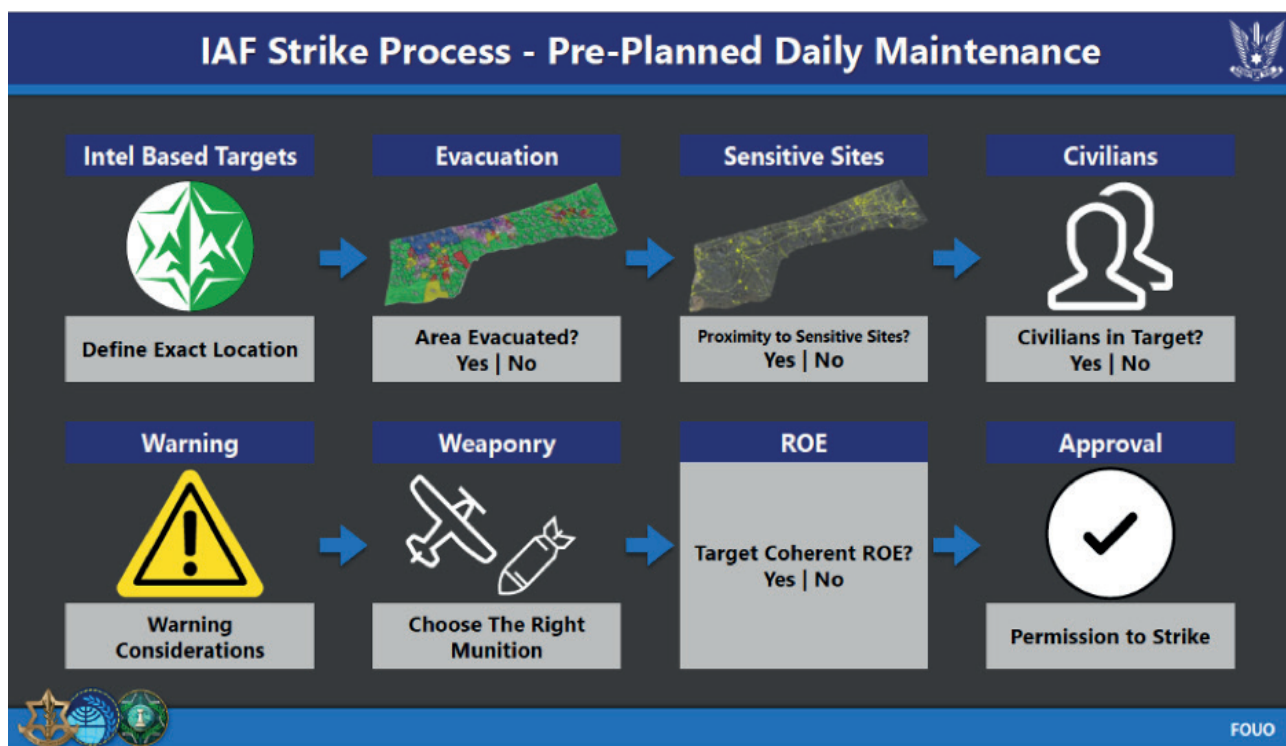 IAF Strike Process - Pre-Planned Daily Maintenance
Intel Based Targets
Define Exact Location
Evacuation
Area Evacuated?
Yes | No
Sensitive Sites
Proximity to Sensitive Sites?
Yes | No
Civilians
Civilians in Target?
Yes | No
Warning
Warning
Considerations
Weaponry
Choose The Right
Munition
ROE
Target Coherent ROE?
Yes | No
Approval
Permission to Strike
FOUO